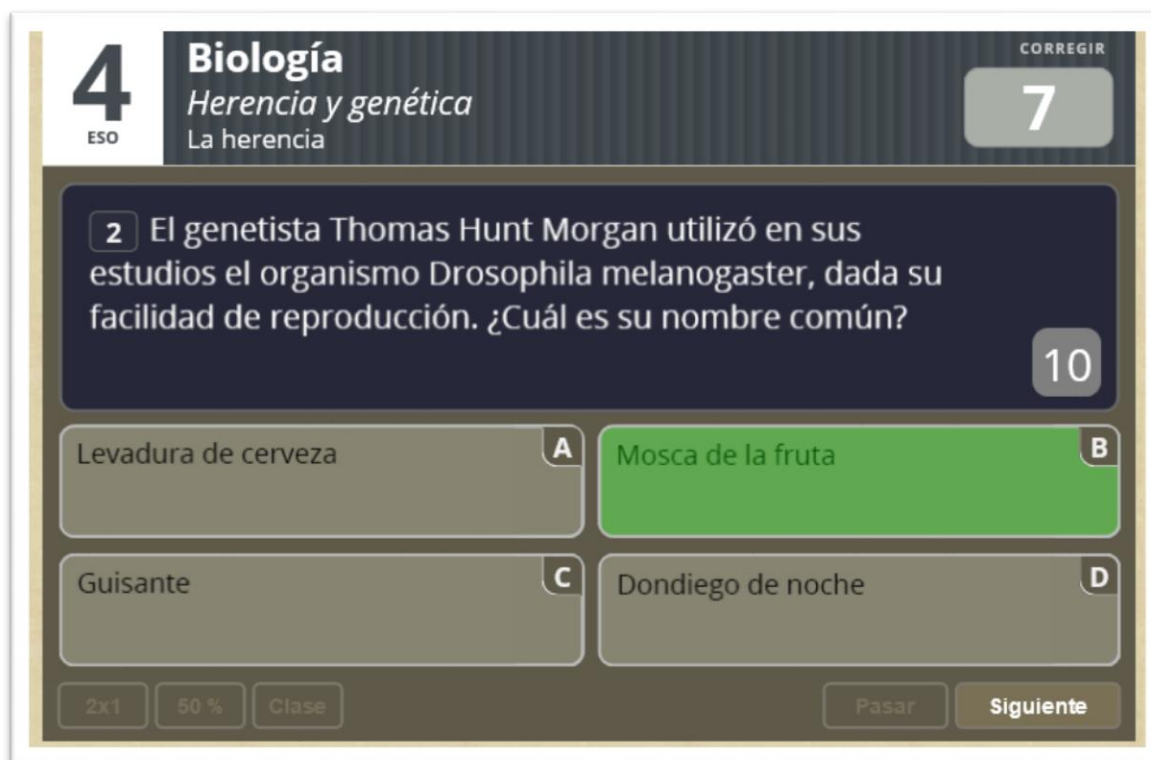 4
ESO
Biología
Herencia y genética
La herencia
CORREGIR
7
2 El genetista Thomas Hunt Morgan utilizó en sus
estudios el organismo Drosophila melanogaster, dada su
facilidad de reproducción. ¿Cuál es su nombre común?
10
Levadura de cerveza A
Mosca de la fruta B
Guisante C
Dondiego de noche D
2x1 50 % Clase Pasar Siguiente